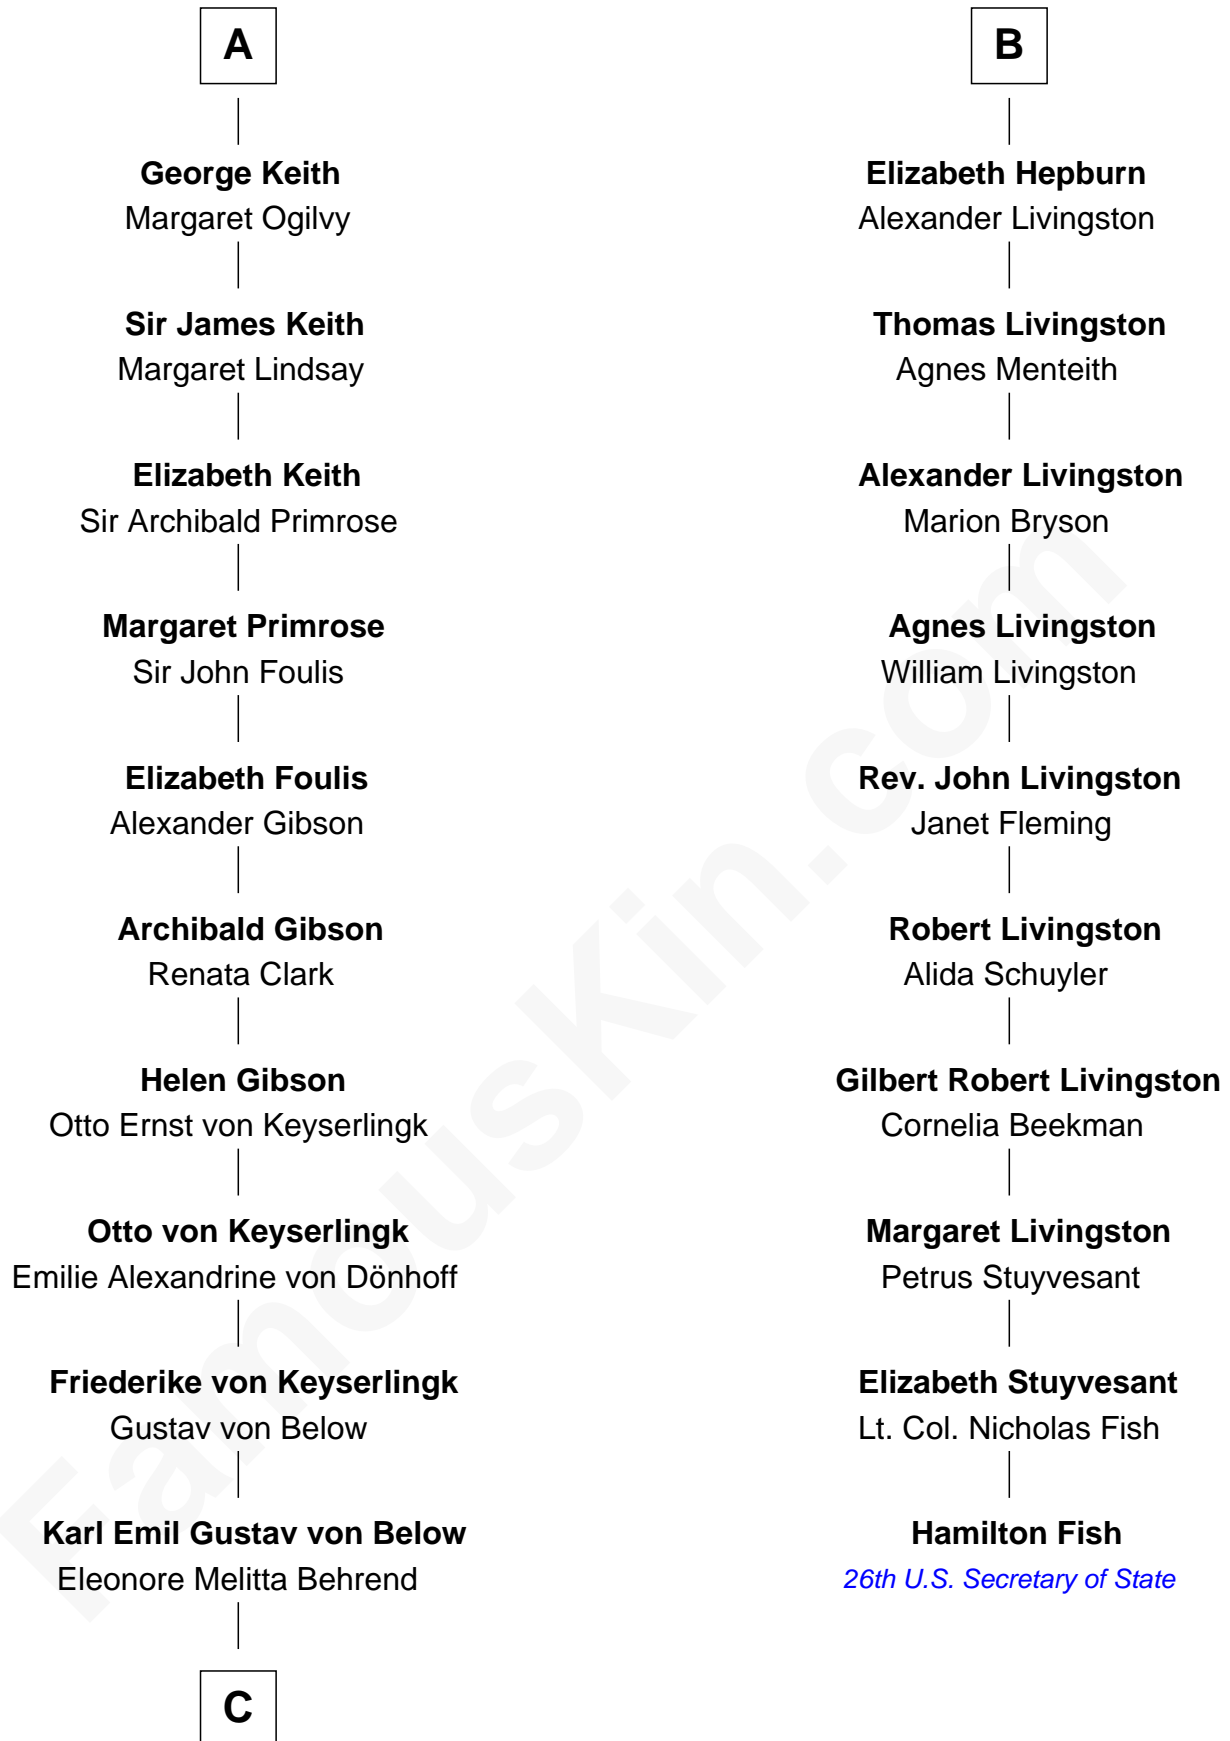 A
George Keith
Margaret Ogilvy
Sir James Keith
Margaret Lindsay
Elizabeth Keith
Sir Archibald Primrose
Margaret Primrose
Sir John Foulis
Elizabeth Foulis
Alexander Gibson
Archibald Gibson
Renata Clark
Helen Gibson
Otto Ernst von Keyserlingk
Otto von Keyserlingk
Emilie Alexandrine von Dönhoff
Friederike von Keyserlingk
Gustav von Below
Karl Emil Gustav von Below
Eleonore Melitta Behrend
C
B
Elizabeth Hepburn
Alexander Livingston
Thomas Livingston
Agnes Menteith
Alexander Livingston
Marion Bryson
Agnes Livingston
William Livingston
Rev. John Livingston
Janet Fleming
Robert Livingston
Alida Schuyler
Gilbert Robert Livingston
Cornelia Beekman
Margaret Livingston
Petrus Stuyvesant
Elizabeth Stuyvesant
Lt. Col. Nicholas Fish
Hamilton Fish
26th U.S. Secretary of State
FamousKin.com